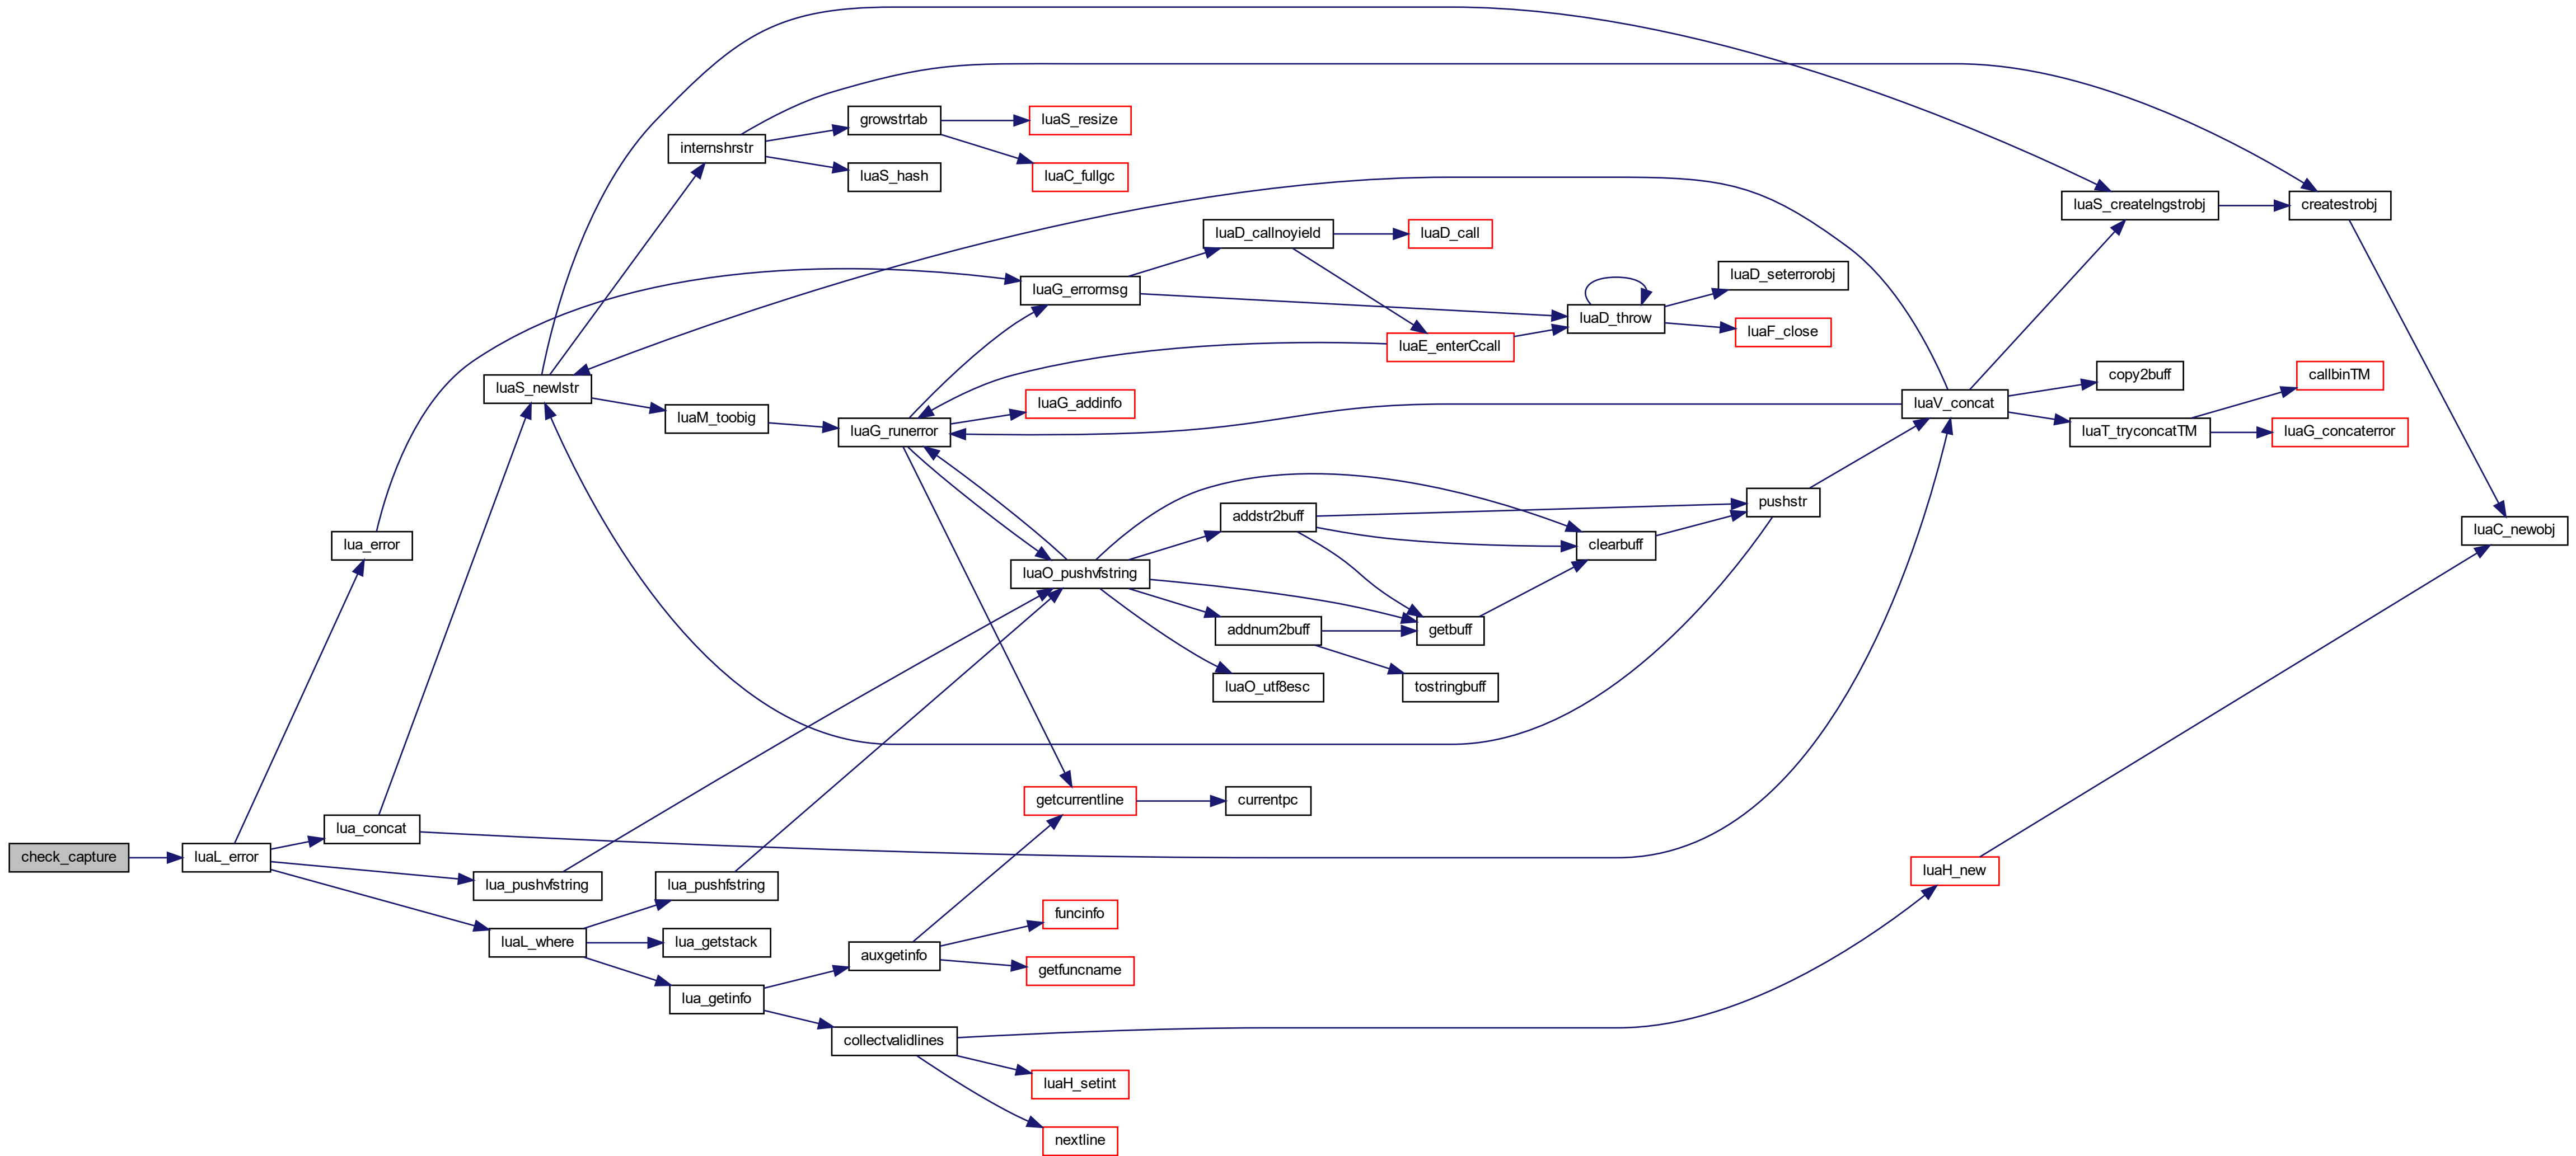 check_capture
luaL_error
lua_error
lua_concat
lua_pushvfstring
luaL_where
luaS_newlstr
internshrstr
luaM_toobig
lua_pushfstring
lua_getstack
lua_getinfo
growstrtab
luaS_hash
luaG_runerror
auxgetinfo
collectvalidlines
luaS_resize
luaC_fullgc
luaG_errormsg
luaG_addinfo
luaO_pushvfstring
getcurrentline
funcinfo
getfuncname
luaH_setint
nextline
luaD_callnoyield
addstr2buff
addnum2buff
luaO_utf8esc
currentpc
luaD_call
luaE_enterCcall
getbuff
tostringbuff
luaD_throw
clearbuff
luaD_seterrorobj
luaF_close
pushstr
luaV_concat
luaH_new
luaS_createlngstrobj
copy2buff
luaT_tryconcatTM
createstrobj
callbinTM
luaG_concaterror
luaC_newobj